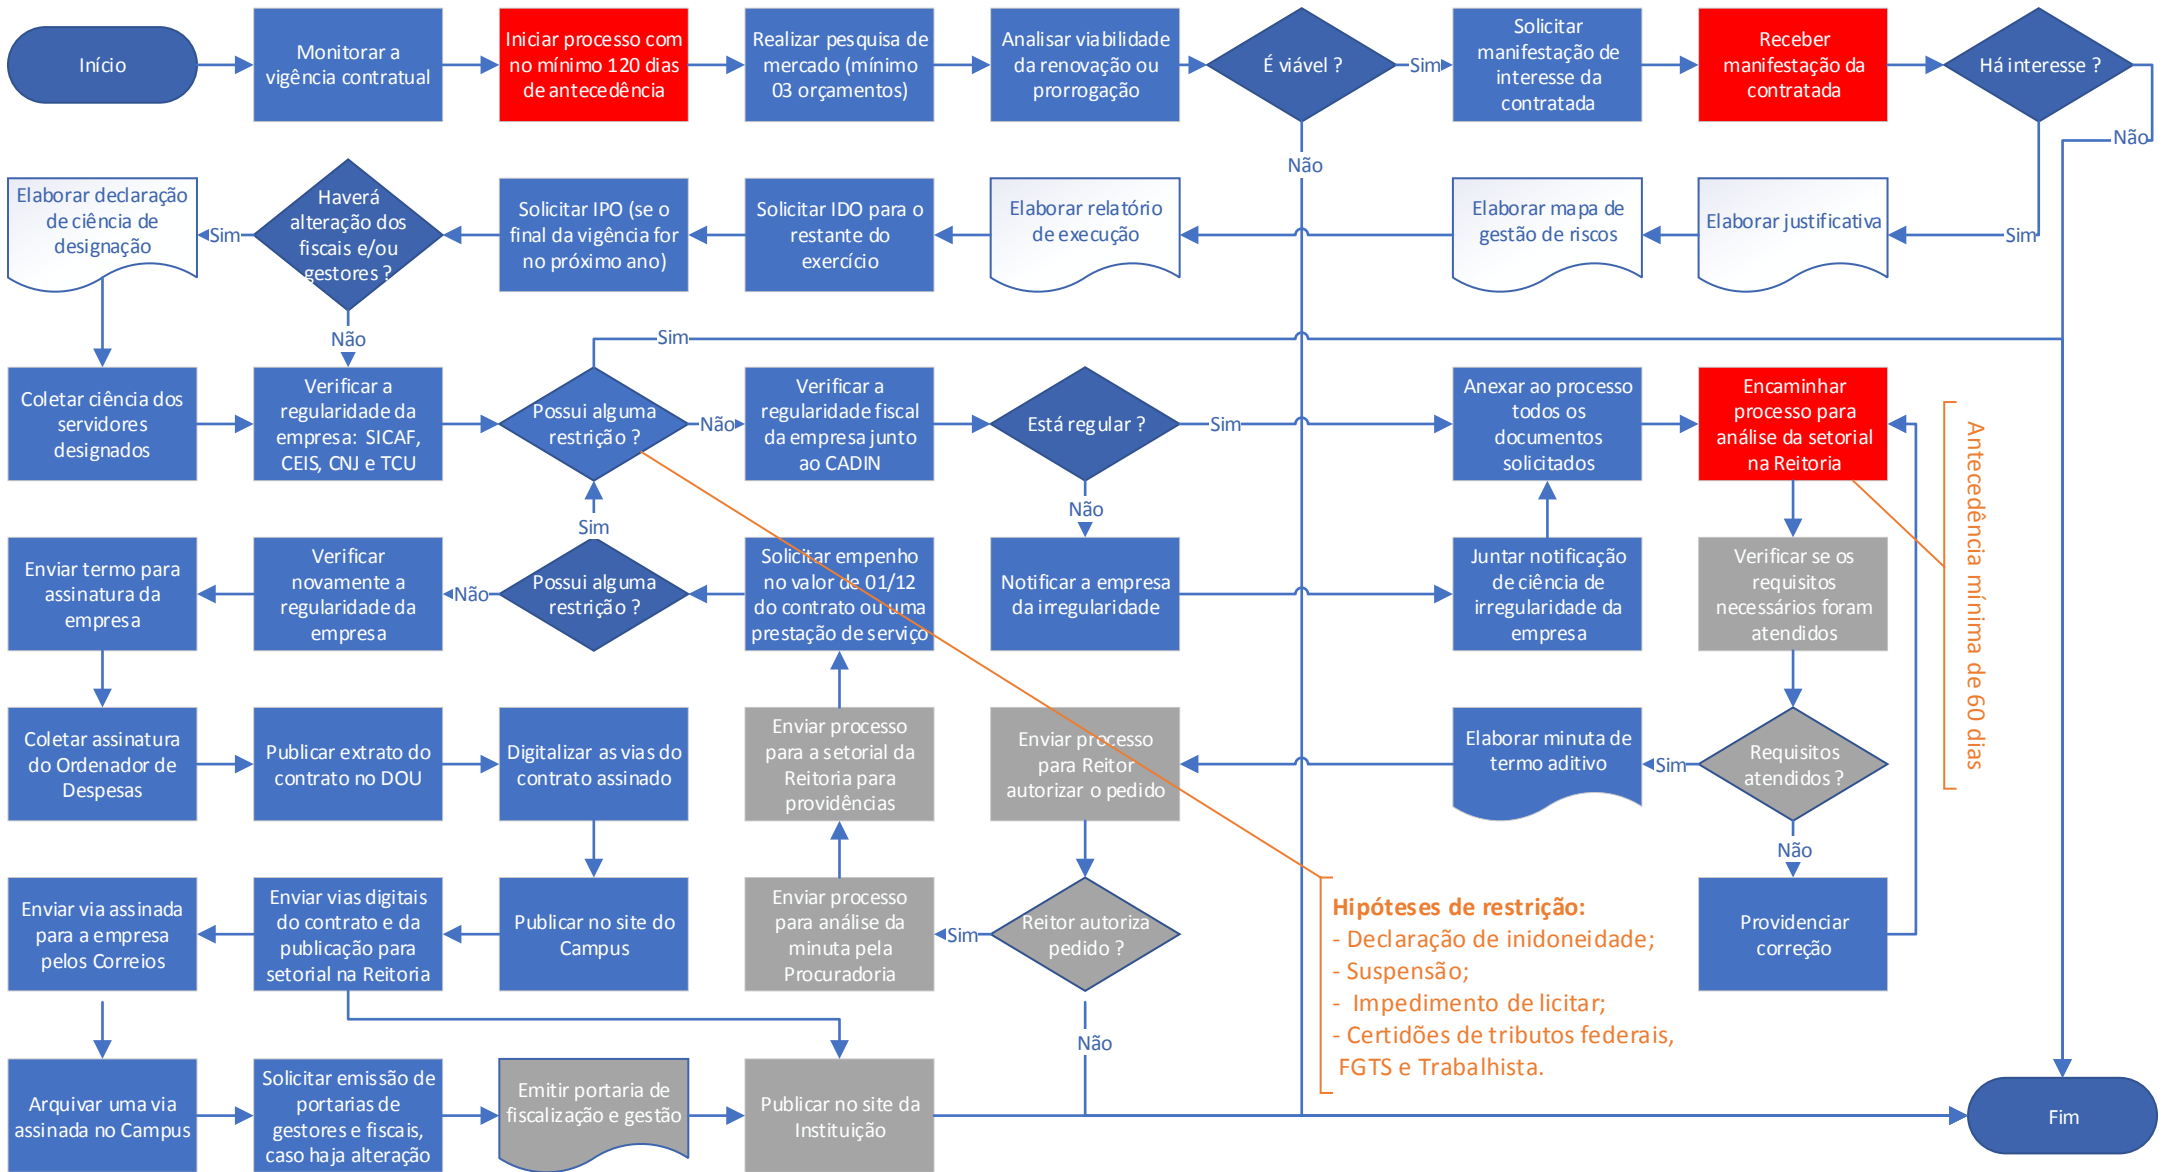 Início
Monitorar a
vigência contratual
Iniciar processo com
no mínimo 120 dias
de antecedência
Realizar pesquisa de
mercado (mínimo
03 orçamentos)
Analisar viabilidade
da renovação ou
prorrogação
É viável ?
Sim
Solicitar
manifestação de
interesse da
contratada
Receber
manifestação da
contratada
Há interesse ?
Não
Não
Elaborar declaração
de ciência de
designação
Sim
Haverá
alteração dos
fiscais e/ou
gestores ?
Solicitar IPO (se o
final da vigência for
no próximo ano)
Solicitar IDO para o
restante do
exercício
Elaborar relatório
de execução
Elaborar mapa de
gestão de riscos
Elaborar justificativa
Sim
Não
Sim
Coletar ciência dos
servidores
designados
Verificar a
regularidade da
empresa: SICAF,
CEIS, CNJ e TCU
Possui alguma
restrição ?
Não
Verificar a
regularidade fiscal
da empresa junto
ao CADIN
Está regular ?
Sim
Anexar ao processo
todos os
documentos
solicitados
Encaminhar
processo para
análise da setorial
na Reitoria
Antecedência mínima de 60 dias
Sim
Não
Enviar termo para
assinatura da
empresa
Verificar
novamente a
regularidade da
empresa
Não
Possui alguma
restrição ?
Solicitar empenho
no valor de 01/12
do contrato ou uma
prestação de serviço
Notificar a empresa
da irregularidade
Juntar notificação
de ciência de
irregularidade da
empresa
Verificar se os
requisitos
necessários foram
atendidos
Coletar assinatura
do Ordenador de
Despesas
Publicar extrato do
contrato no DOU
Digitalizar as vias do
contrato assinado
Enviar processo
para a setorial da
Reitoria para
providências
Enviar processo
para Reitor
autorizar o pedido
Elaborar minuta de
termo aditivo
Sim
Requisitos
atendidos ?
Não
Enviar via assinada
para a empresa
pelos Correios
Enviar vias digitais
do contrato e da
publicação para
setorial na Reitoria
Publicar no site do
Campus
Enviar processo
para análise da
minuta pela
Procuradoria
Sim
Reitor autoriza
pedido ?
Hipóteses de restrição:
- Declaração de inidoneidade;
- Suspensão;
- Impedimento de licitar;
- Certidões de tributos federais,
FGTS e Trabalhista.
Providenciar
correção
Não
Arquivar uma via
assinada no Campus
Solicitar emissão de
portarias de
gestores e fiscais,
caso haja alteração
Emitir portaria de
fiscalização e gestão
Publicar no site da
Instituição
Fim